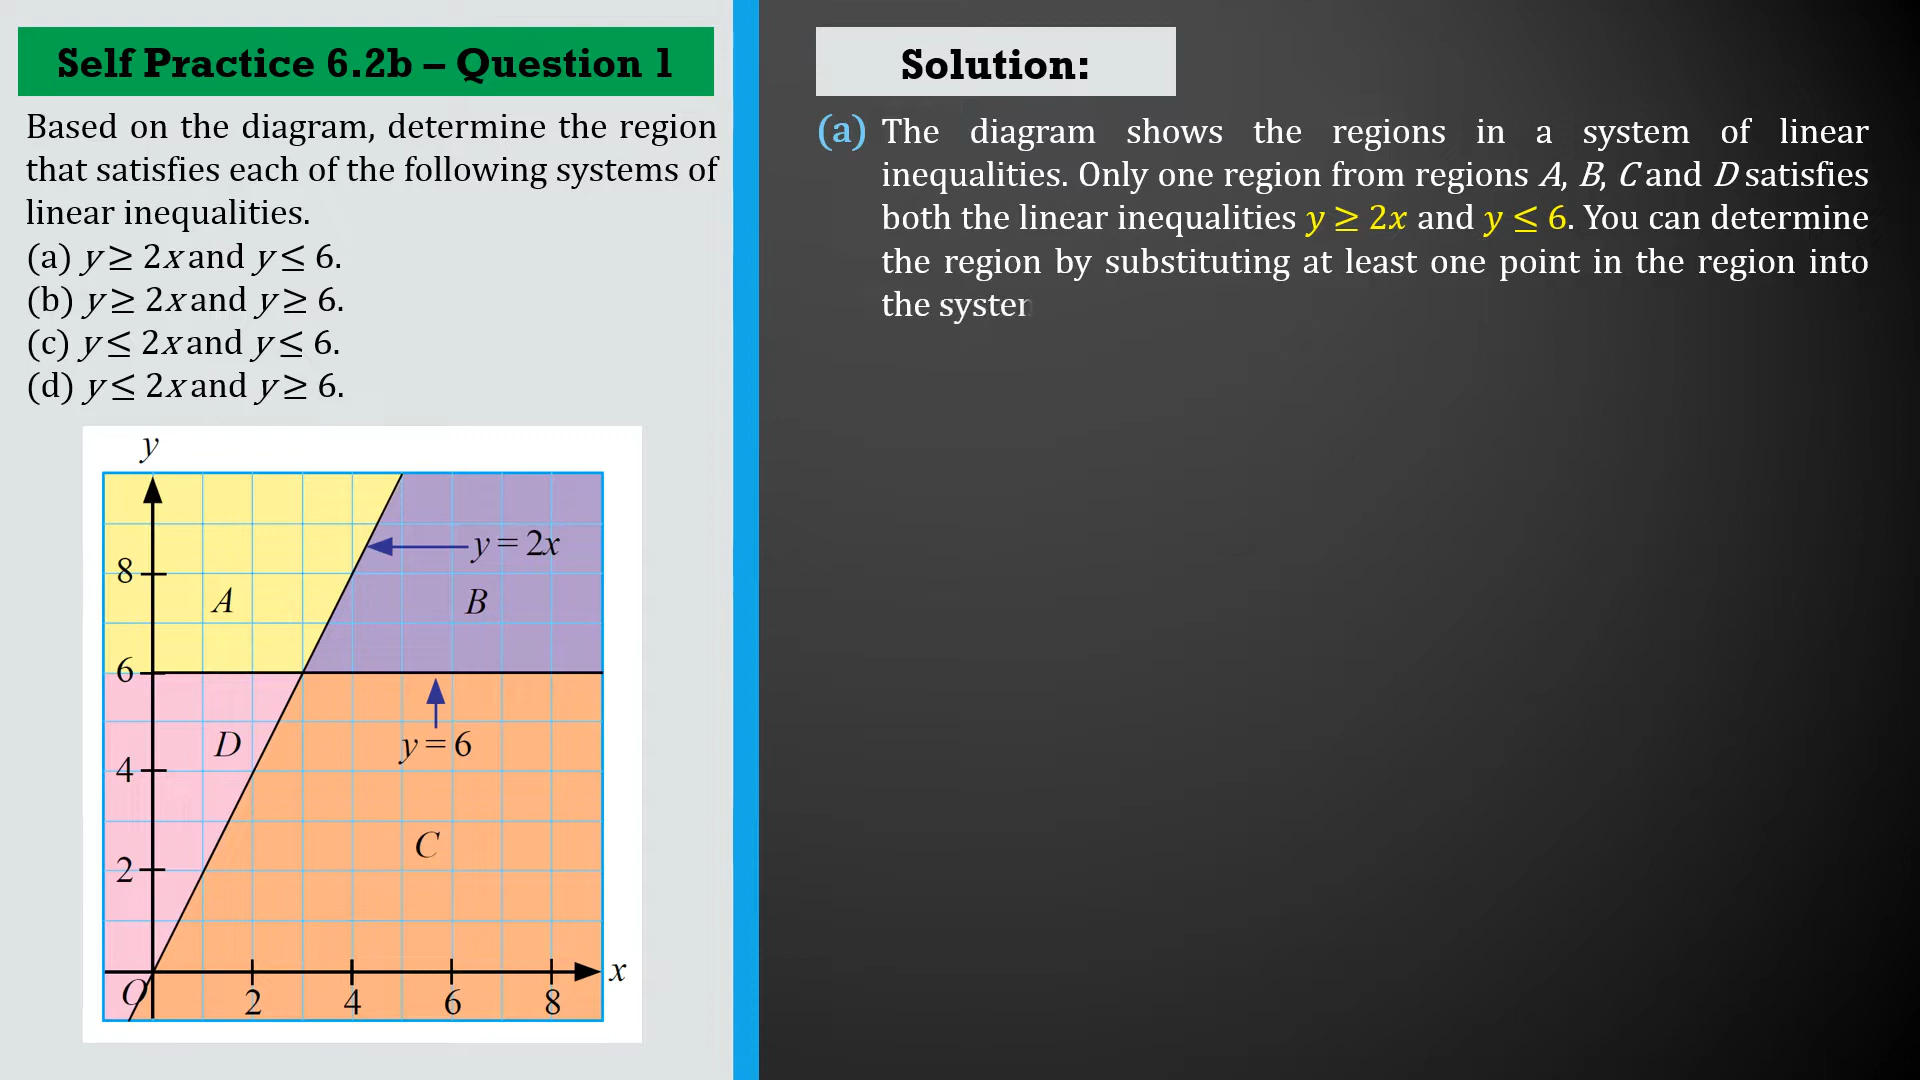 Self Practice 6.2b – Question 1
Based on the diagram, determine the region
that satisfies each of the following systems of
linear inequalities.
(a) y ≥ 2x and y ≤ 6.
(b) y ≥ 2x and y ≥ 6.
(c) y ≤ 2x and y ≤ 6.
(d) y ≤ 2x and y ≥ 6.
y
y = 2x
8
A
B
6
D
y = 6
4
C
2
x
O
2
4
6
8
Solution:
(a) The diagram shows the regions in a system of linear
inequalities. Only one region from regions A, B, C and D satisfies
both the linear inequalities y ≥ 2x and y ≤ 6. You can determine
the region by substituting at least one point in the region into
the